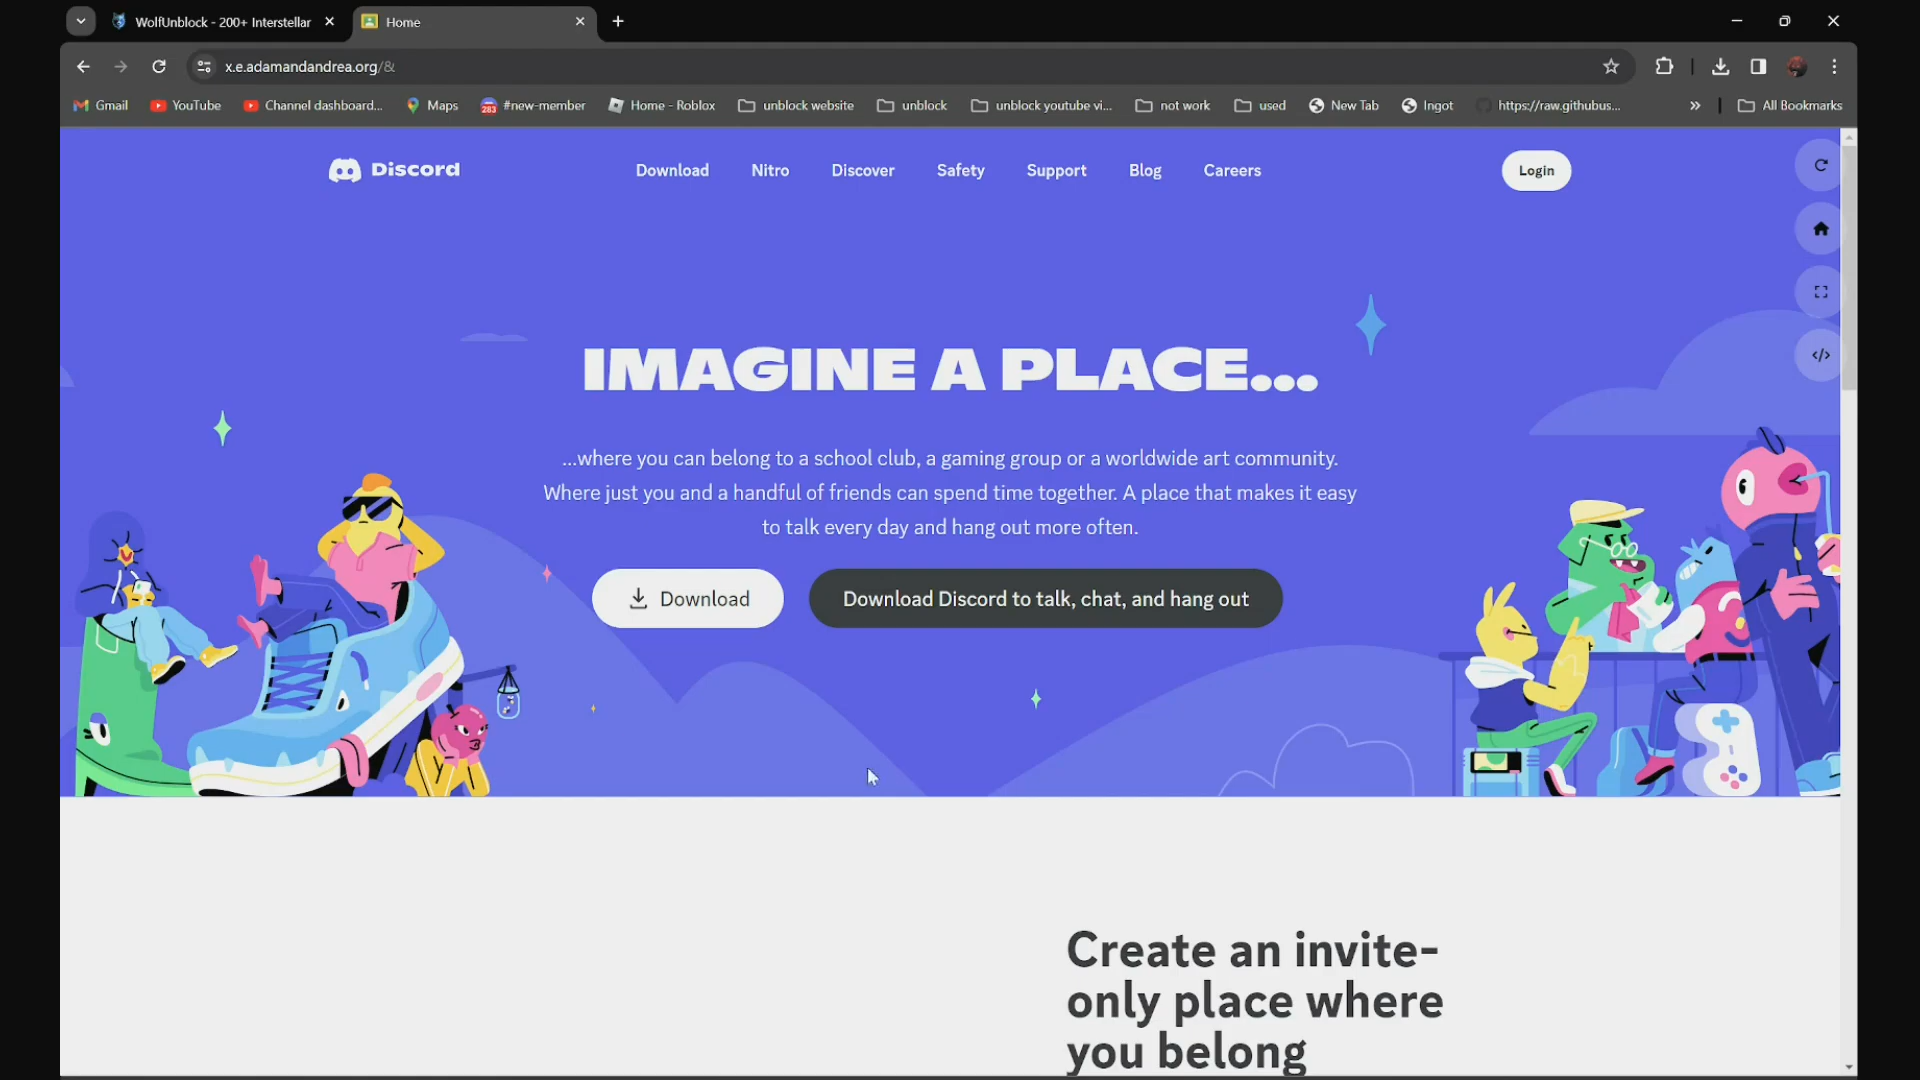 WolfUnblock - 200+ Interstellar
Home
x.e.adamandandrea.org/&
Gmail
YouTube
Channel dashboard...
Maps
283
#new-member
Home - Roblox
unblock website
unblock
unblock youtube vi...
not work
used
New Tab
Ingot
https://raw.githubus...
»
All Bookmarks
Discord
Download
Nitro
Discover
Safety
Support
Blog
Careers
Login
</>
IMAGINE A PLACE...
...where you can belong to a school club, a gaming group or a worldwide art community.
Where just you and a handful of friends can spend time together. A place that makes it easy
to talk every day and hang out more often.
Download
Download Discord to talk, chat, and hang out
Create an invite-
only place where
you belong